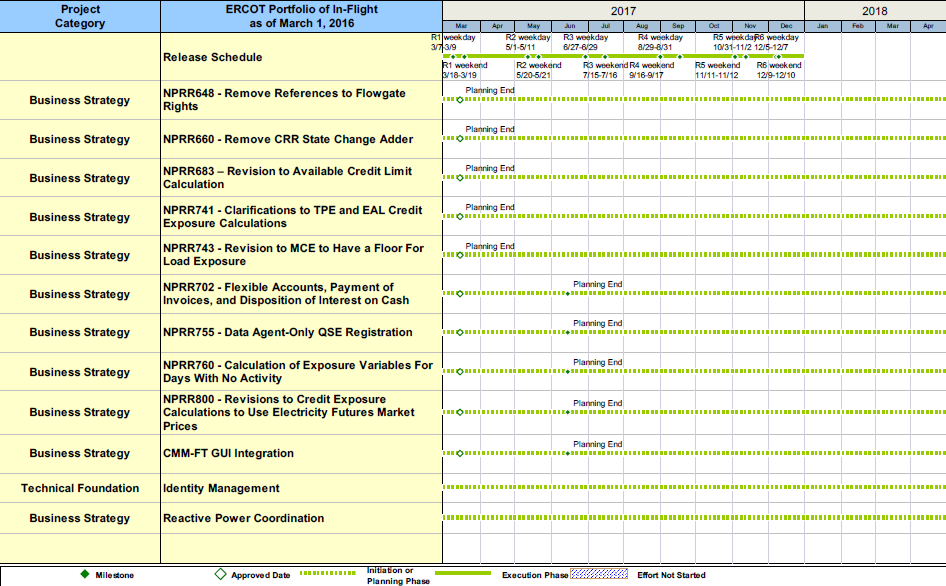 Project
Category
ERCOT Portfolio of In-Flight
as of March 1, 2016
2017
2018
Mar Apr May Jun Jul Aug Sep Oct Nov Dec Jan Feb Mar Apr
Release Schedule
R1 weekday
3/7-3/9
R2 weekday
5/1-5/11
R3 weekday
6/27-6/29
R4 weekday
8/29-8/31
R5 weekday
10/31-11/2
R6 weekday
12/5-12/7
R1 weekend
3/18-3/19
R2 weekend
5/20-5/21
R3 weekend
7/15-7/16
R4 weekend
9/16-9/17
R5 weekend
11/11-11/12
R6 weekend
12/9-12/10
Business Strategy
NPRR648 - Remove References to Flowgate
Rights
Planning End
Business Strategy
NPRR660 - Remove CRR State Change Adder
Planning End
Business Strategy
NPRR683 – Revision to Available Credit Limit
Calculation
Planning End
Business Strategy
NPRR741 - Clarifications to TPE and EAL Credit
Exposure Calculations
Planning End
Business Strategy
NPRR743 - Revision to MCE to Have a Floor For
Load Exposure
Planning End
Business Strategy
NPRR702 - Flexible Accounts, Payment of
Invoices, and Disposition of Interest on Cash
Planning End
Business Strategy
NPRR755 - Data Agent-Only QSE Registration
Planning End
Business Strategy
NPRR760 - Calculation of Exposure Variables For
Days With No Activity
Planning End
Business Strategy
NPRR800 - Revisions to Credit Exposure
Calculations to Use Electricity Futures Market
Prices
Planning End
Business Strategy
CMM-FT GUI Integration
Planning End
Technical Foundation
Identity Management
Business Strategy
Reactive Power Coordination
Milestone
Approved Date
Initiation or
Planning Phase
Execution Phase
Effort Not Started